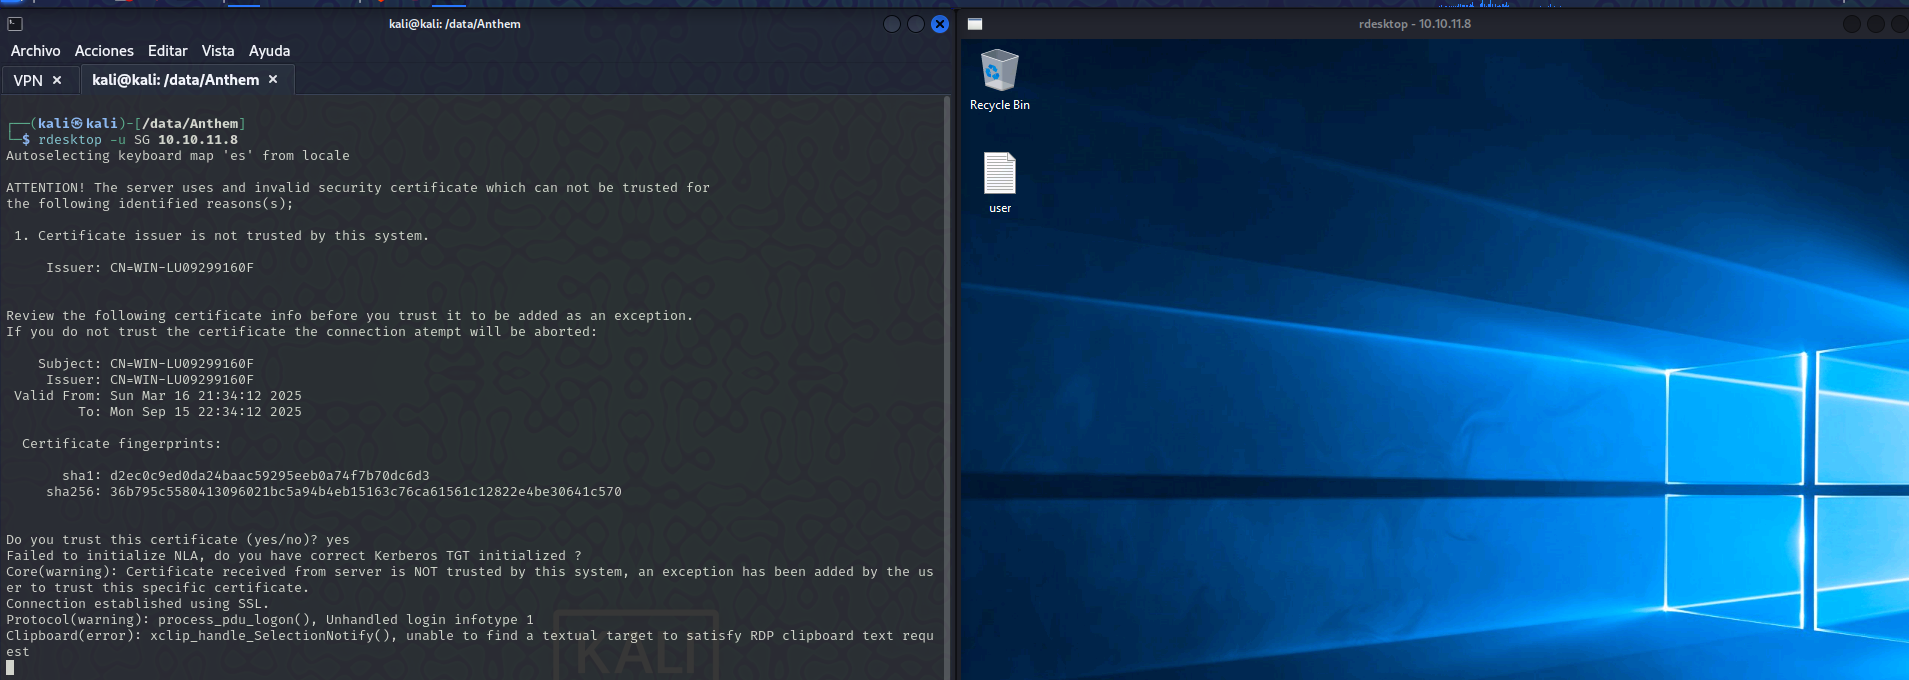 kali@kali: /data/Anthem
Archivo Acciones Editar Vista Ayuda
VPN × kali@kali: /data/Anthem ×
┌──(kali㉿kali)-[/data/Anthem]
└─$ rdesktop -u SG 10.10.11.8
Autoselecting keyboard map 'es' from locale
ATTENTION! The server uses and invalid security certificate which can not be trusted for
the following identified reasons(s);
1. Certificate issuer is not trusted by this system.
Issuer: CN=WIN-LU09299160F
Review the following certificate info before you trust it to be added as an exception.
If you do not trust the certificate the connection atempt will be aborted:
Subject: CN=WIN-LU09299160F
Issuer: CN=WIN-LU09299160F
Valid From: Sun Mar 16 21:34:12 2025
To: Mon Sep 15 22:34:12 2025
Certificate fingerprints:
sha1: d2ec0c9ed0da24baac59295eeb0a74f7b70dc6d3
sha256: 36b795c5580413096021bc5a94b4eb15163c76ca61561c12822e4be30641c570
Do you trust this certificate (yes/no)? yes
Failed to initialize NLA, do you have correct Kerberos TGT initialized ?
Core(warning): Certificate received from server is NOT trusted by this system, an exception has been added by the us
er to trust this specific certificate.
Connection established using SSL.
Protocol(warning): process_pdu_logon(), Unhandled login infotype 1
Clipboard(error): xclip_handle_SelectionNotify(), unable to find a textual target to satisfy RDP clipboard text requ
est
KALI
rdesktop - 10.10.11.8
Recycle Bin
user